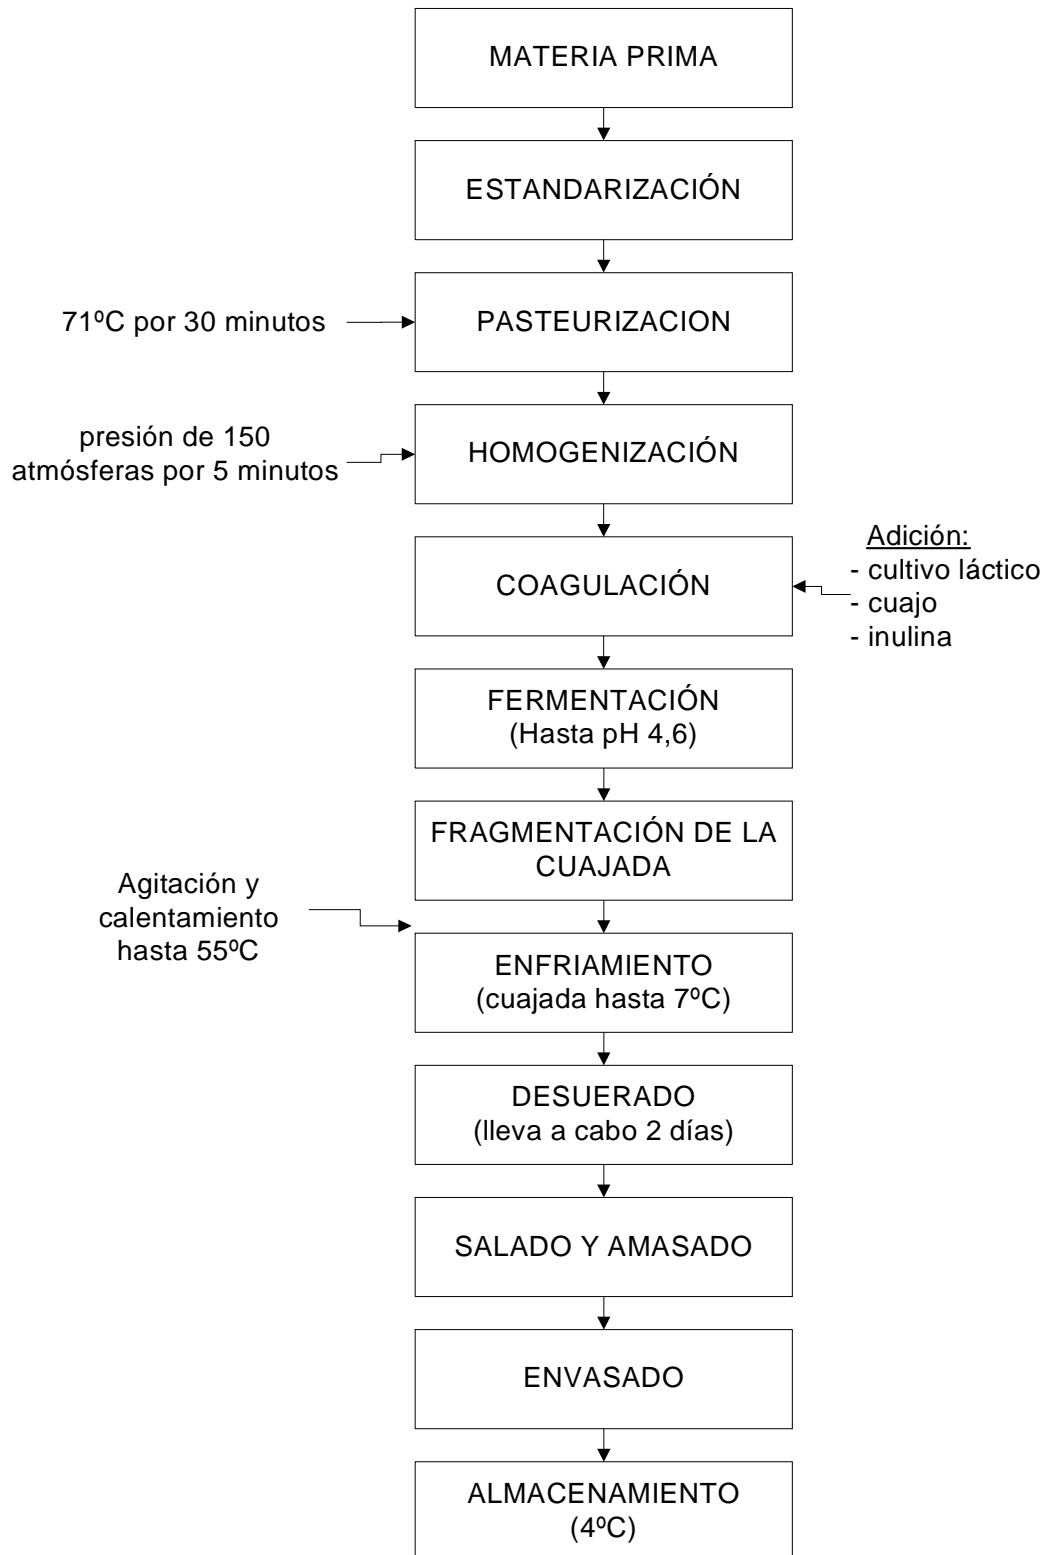 MATERIA PRIMA
ESTANDARIZACIÓN
71ºC por 30 minutos
PASTEURIZACION
presión de 150
atmósferas por 5 minutos
HOMOGENIZACIÓN
COAGULACIÓN
Adición:
- cultivo láctico
- cuajo
- inulina
FERMENTACIÓN
(Hasta pH 4,6)
FRAGMENTACIÓN DE LA
CUAJADA
Agitación y
calentamiento
hasta 55ºC
ENFRIAMIENTO
(cuajada hasta 7ºC)
DESUERADO
(lleva a cabo 2 días)
SALADO Y AMASADO
ENVASADO
ALMACENAMIENTO
(4ºC)